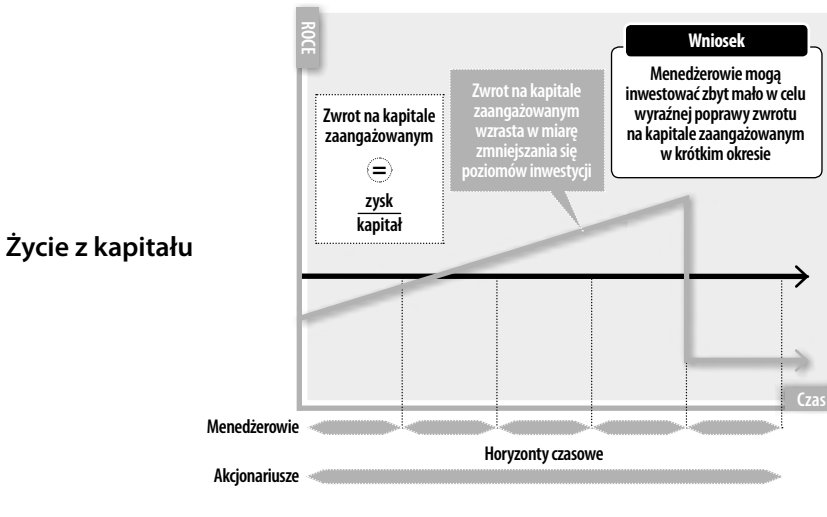 Życie z kapitału
ROCE
Zwrot na kapitale
zaangażowanym
=
zysk
kapitał
Zwrot na kapitale
zaangażowanym
wzrasta w miarę
zmniejszania się
poziomów inwestycji
Wniosek
Menedżerowie mogą
inwestować zbyt mało w celu
wyraźnej poprawy zwrotu
na kapitale zaangażowanym
w krótkim okresie
Czas
Menedżerowie
Horyzonty czasowe
Akcjonariusze